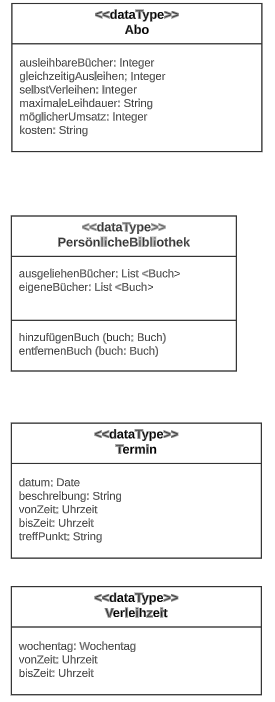 <<dataType>>
Abo
ausleihbareBücher: Integer
gleichzeitigAusleihen; Integer
selbstVerleihen: Integer
maximaleLeihdauer: String
möglicherUmsatz: Integer
kosten: String
<<dataType>>
PersönlicheBibliothek
ausgeliehenBücher: List <Buch>
eigeneBücher: List <Buch>
hinzufügenBuch (buch; Buch)
entfernenBuch (buch: Buch)
<<dataType>>
Termin
datum; Date
beschreibung; String
vonZeit; Uhrzeit
bisZeit: Uhrzeit
treffPunkt; String
<<dataType>>
Verleihzeit
wochentag: Wochentag
vonZeit: Uhrzeit
bisZeit: Uhrzeit